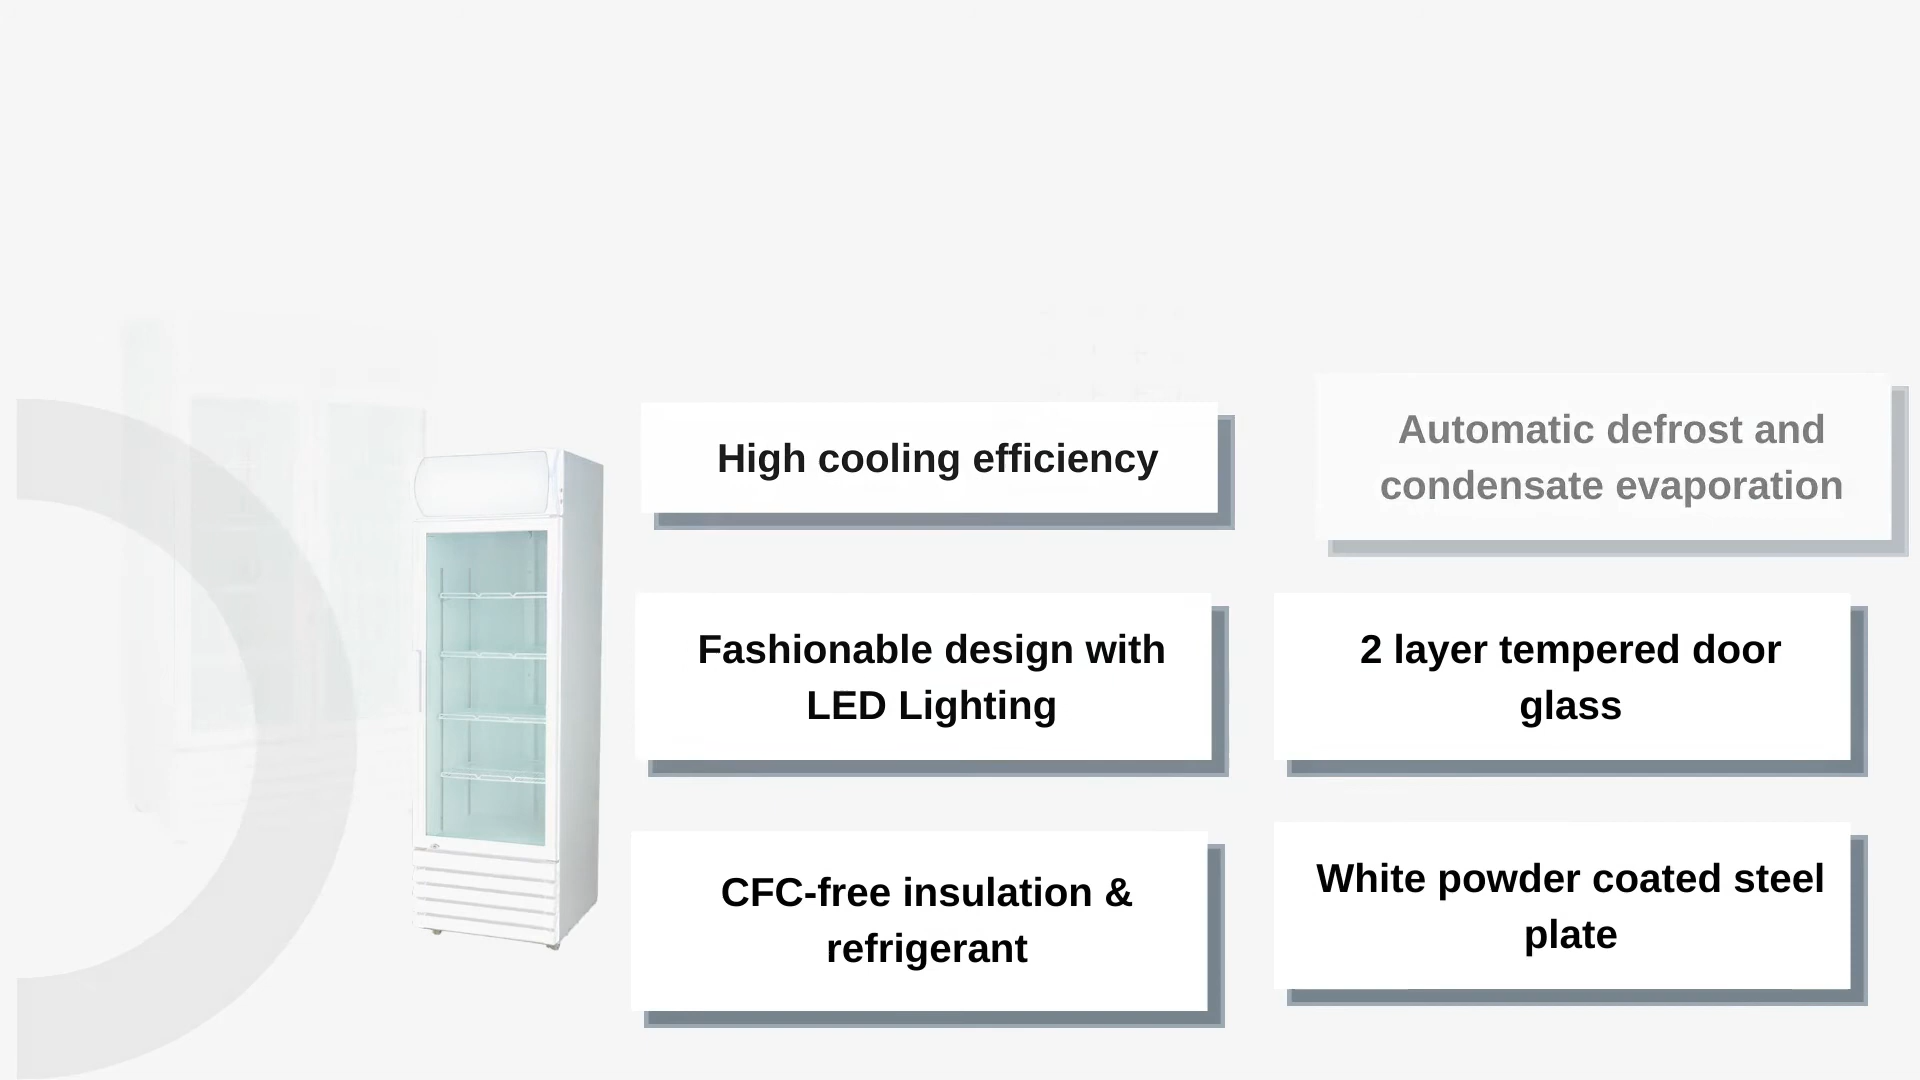 High cooling efficiency
Automatic defrost and
condensate evaporation
Fashionable design with
LED Lighting
2 layer tempered door
glass
CFC-free insulation &
refrigerant
White powder coated steel
plate